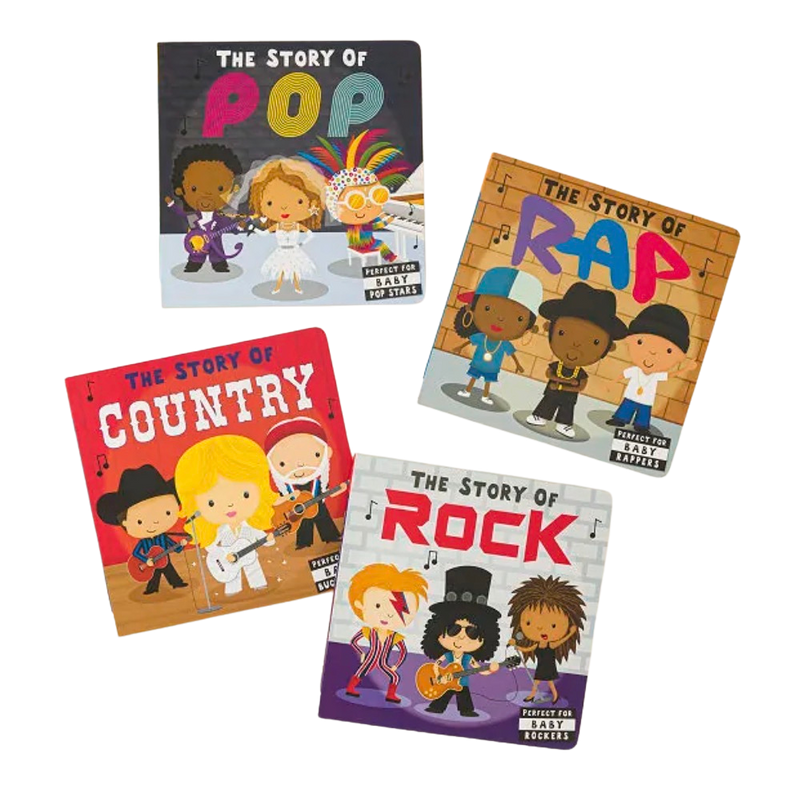 THE STORY OF
POP
PERFECT FOR
BABY
POP STARS
THE STORY OF
RAP
PERFECT FOR
BABY
RAPPERS
THE STORY OF
COUNTRY
THE STORY OF
ROCK
PERFECT FOR
BABY
ROCKERS